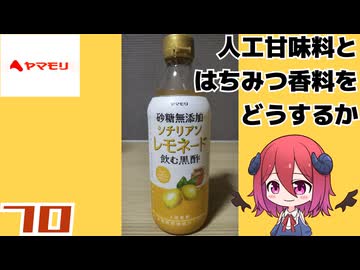 ヤマモリ
人工甘味料と
はちみつ香料を
どうするか
ヤマモリ
砂糖無添加
シチリアン
レモネード
飲む黒酢
70